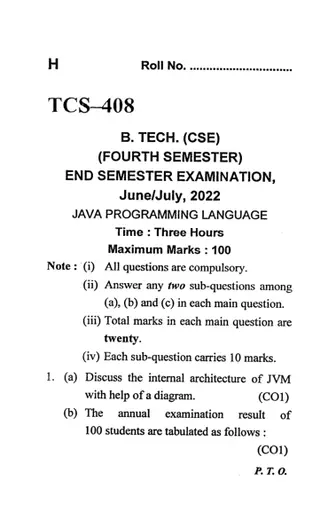 H Roll No. ...............................
TCS–408
B. TECH. (CSE)
(FOURTH SEMESTER)
END SEMESTER EXAMINATION,
June/July, 2022
JAVA PROGRAMMING LANGUAGE
Time : Three Hours
Maximum Marks : 100
Note : (i) All questions are compulsory.
(ii) Answer any two sub-questions among
(a), (b) and (c) in each main question.
(iii) Total marks in each main question are
twenty.
(iv) Each sub-question carries 10 marks.
1. (a) Discuss the internal architecture of JVM
with help of a diagram. (CO1)
(b) The annual examination result of
100 students are tabulated as follows :
(CO1)
P. T. O.